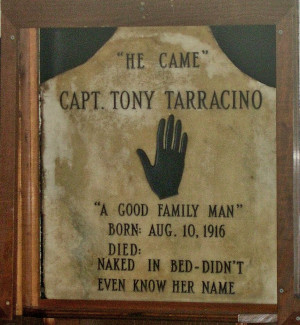 "HE CAME"
CAPT. TONY TARRACINO
"A GOOD FAMILY MAN"
BORN: AUG. 10, 1916
DIED:
NAKED IN BED-DIDN'T
EVEN KNOW HER NAME